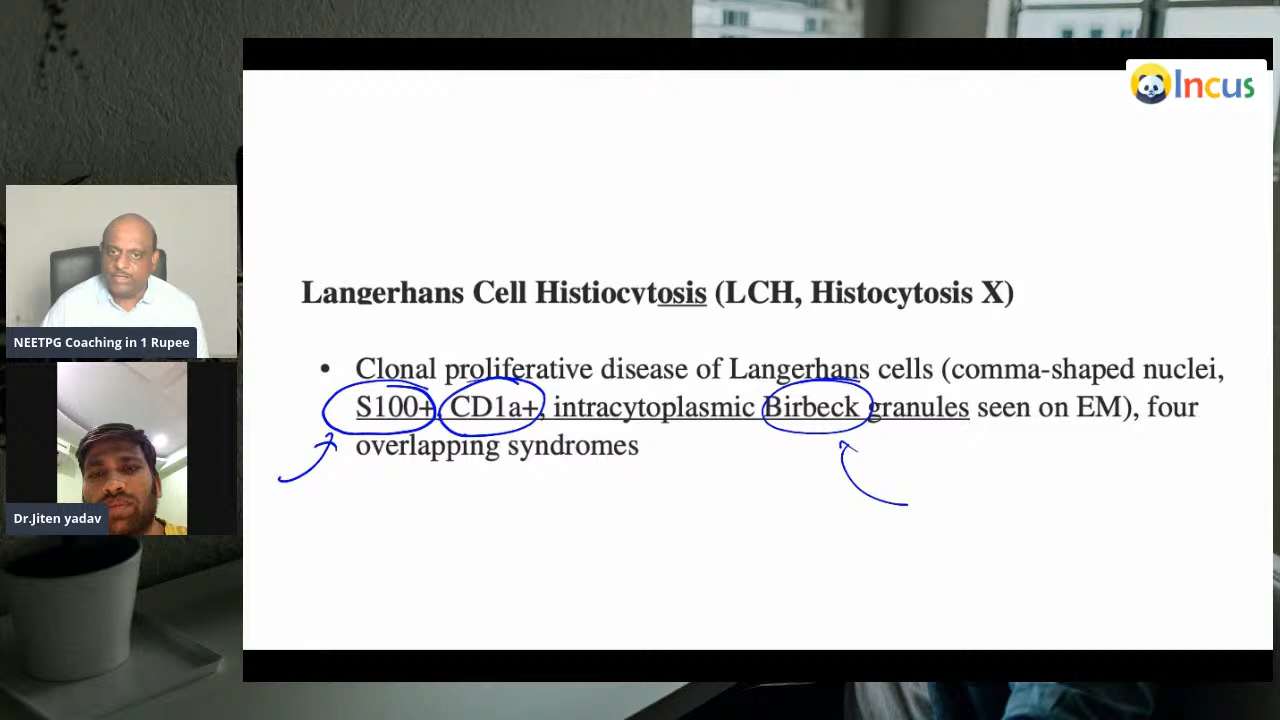 Incus
NEETPG Coaching in 1 Rupee
Dr.Jiten yadav
Langerhans Cell Histiocytosis (LCH, Histocytosis X)
• Clonal proliferative disease of Langerhans cells (comma-shaped nuclei,
S100+, CD1a+, intracytoplasmic Birbeck granules seen on EM), four
overlapping syndromes